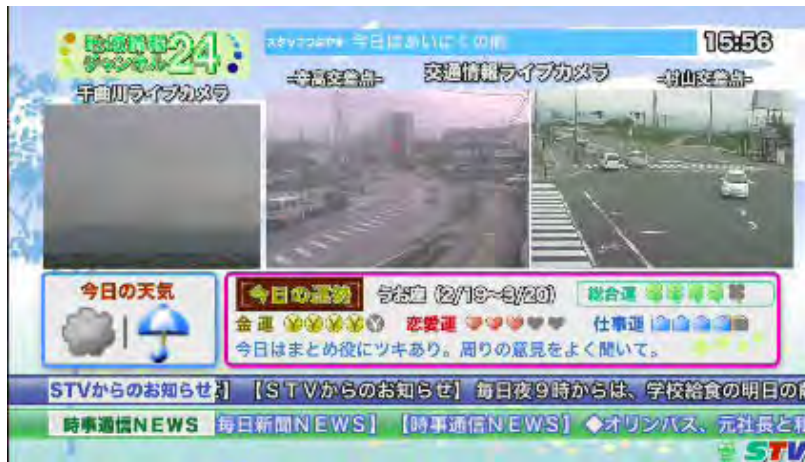 地域情報
チャンネル24
今日はあいにくの雨
15:56
千曲川ライブカメラ
交通情報ライブカメラ
-幸高交差点-
-村山交差点-
今日の天気
今日の運勢 うお座 (2/19~3/20) 総合運
金運 恋愛運 仕事運
今日はまとめ役にツキあり。周りの意見をよく聞いて。
STVからのお知らせ 】 【STVからのお知らせ】 毎日夜9時からは、学校給食の明日の
時事通信NEWS 毎日新聞NEWS】 【時事通信NEWS】 ◆オリンパス、元社長と
STV